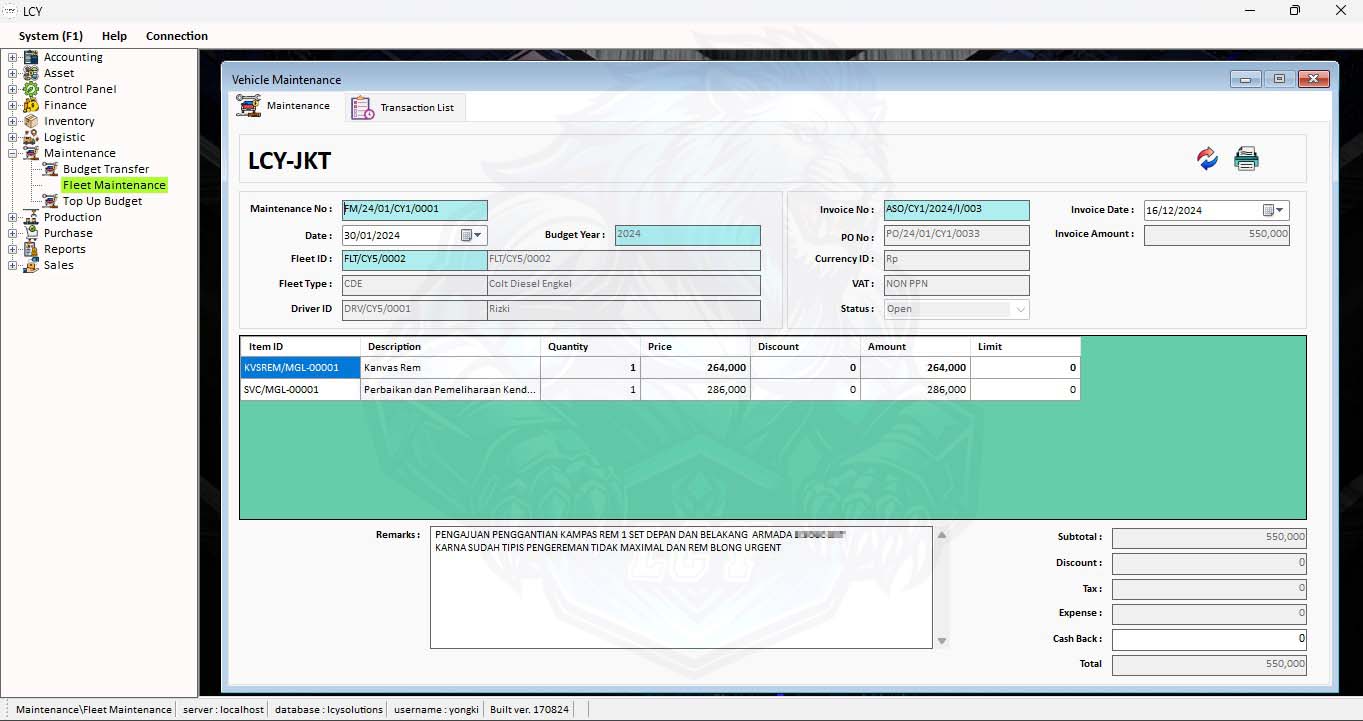 LCY
System (F1) Help Connection
Accounting
Asset
Control Panel
Finance
Inventory
Logistic
Maintenance
Budget Transfer
Fleet Maintenance
Top Up Budget
Production
Purchase
Reports
Sales
Vehicle Maintenance
Maintenance Transaction List
LCY-JKT
Maintenance No : FM/24/01/CY1/0001
Date : 30/01/2024 Budget Year : 2024
Fleet ID : FLT/CY5/0002 FLT/CY5/0002
Fleet Type : CDE Colt Diesel Engkel
Driver ID DRV/CY5/0001 Rizki
Invoice No : ASO/CY1/2024/I/003 Invoice Date : 16/12/2024
PO No : PO/24/01/CY1/0033 Invoice Amount : 550,000
Currency ID : Rp
VAT : NON PPN
Status : Open
Item ID Description Quantity Price Discount Amount Limit
KVSREM/MGL-00001 Kanvas Rem 1 264,000 0 264,000 0
SVC/MGL-00001 Perbaikan dan Pemeliharaan Kend... 1 286,000 0 286,000 0
Remarks : PENGAJUAN PENGGANTIAN KAMPAS REM 1 SET DEPAN DAN BELAKANG ARMADA
KARNA SUDAH TIPIS PENGEREMAN TIDAK MAXIMAL DAN REM BLONG URGENT
LCY
Subtotal : 550,000
Discount : 0
Tax : 0
Expense : 0
Cash Back : 0
Total 550,000
Maintenance\Fleet Maintenance server : localhost database : lcysolutions username : yongki Built ver. 170824